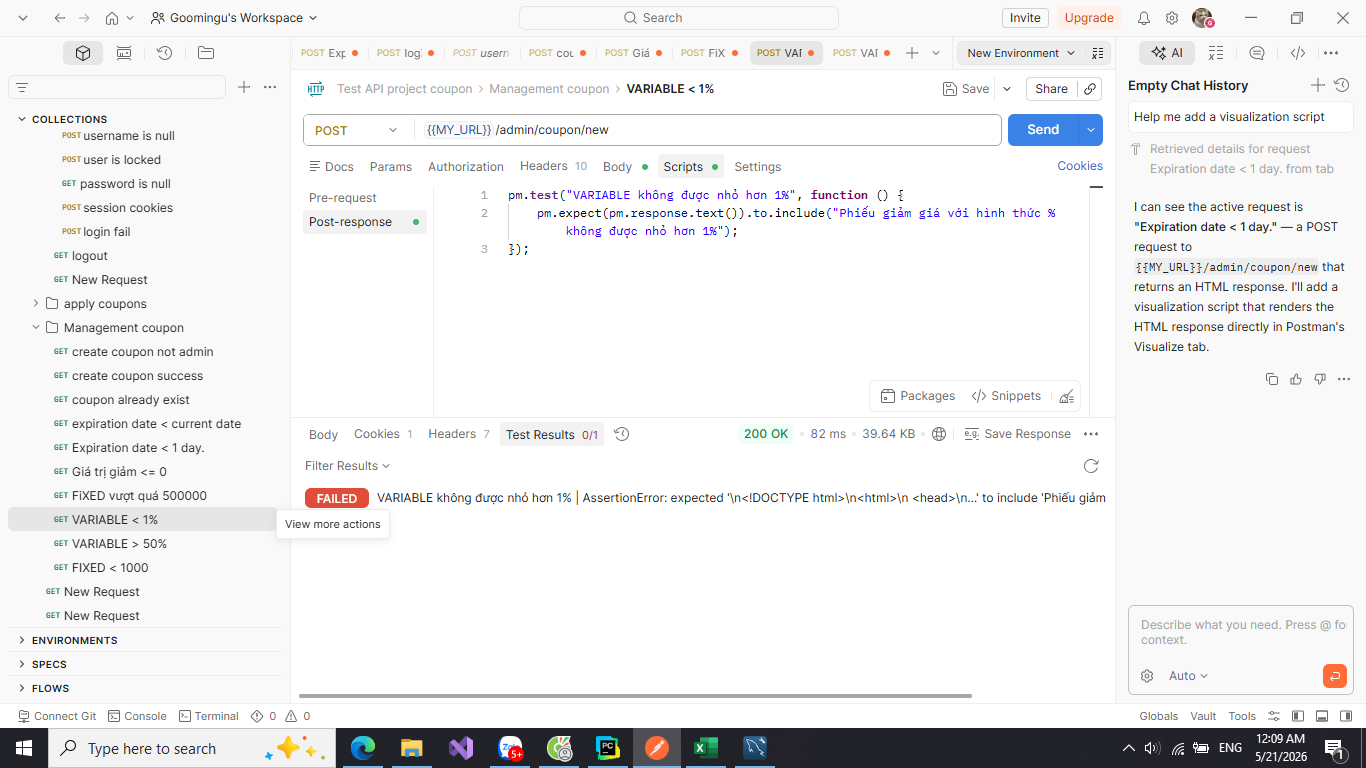 Goomingu's Workspace
Search
Invite
Upgrade
POST Exp
POST log
POST usern
POST cou
POST Giá
POST FiX
POST VAI
POST VAI
New Environment
AI
COLLECTIONS
POST username is null
POST user is locked
GET password is null
POST session cookies
POST login fail
GET logout
GET New Request
apply coupons
Management coupon
GET create coupon not admin
GET create coupon success
GET coupon already exist
GET expiration date < current date
GET Expiration date < 1 day.
GET Giá trị giảm <= 0
GET FiXED vượt quá 500000
GET VARIABLE < 1%
GET VARIABLE > 50%
GET FIXED < 1000
GET New Request
GET New Request
ENVIRONMENTS
SPECS
FLOWS
View more actions
HTTP Test API project coupon > Management coupon > VARIABLE < 1%
Save
Share
POST {{MY_URL}} /admin/coupon/new
Send
Docs Params Authorization Headers 10 Body Scripts Settings
Cookies
Pre-request
Post-response
1 pm.test("VARIABLE không được nhỏ hơn 1%", function () {
2 pm.expect(pm.response.text()).to.include("Phiếu giảm giá với hình thức %
không được nhỏ hơn 1%");
3 });
Packages </> Snippets
Body Cookies 1 Headers 7 Test Results 0/1
200 OK • 82 ms • 39.64 KB
e.g. Save Response
Filter Results
FAILED VARIABLE không được nhỏ hơn 1% | AssertionError: expected '\n<!DOCTYPE html>\n<html>\n <head>\n...' to include 'Phiếu giảm
Empty Chat History
Help me add a visualization script
Retrieved details for request
Expiration date < 1 day. from tab
I can see the active request is
"Expiration date < 1 day." — a POST
request to
{{MY_URL}}/admin/coupon/new that
returns an HTML response. I'll add a
visualization script that renders the
HTML response directly in Postman's
Visualize tab.
Describe what you need. Press @ fo
context.
Auto
Connect Git Console Terminal 0 0
Globals Vault Tools
Type here to search
5+
PC
ENG
12:09 AM
5/21/2026
1